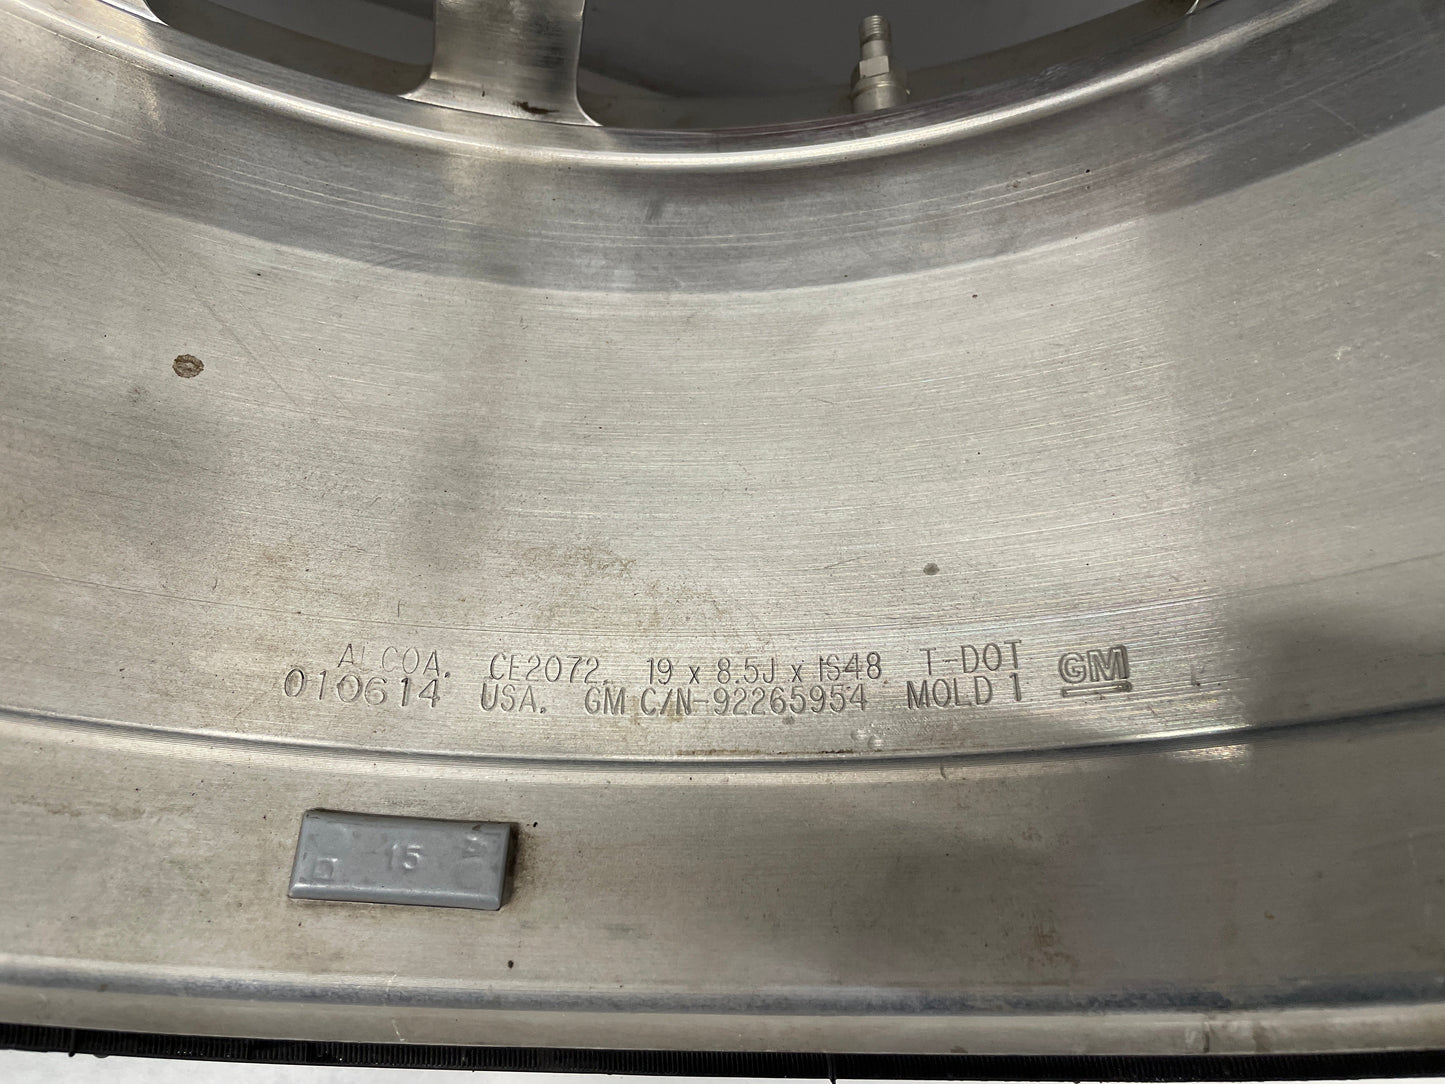 ALCOA. CE2072. 19 x 8.5J x IS48. T-DOT GM
010614 USA. GM C/N-92265954 MOLD 1
15